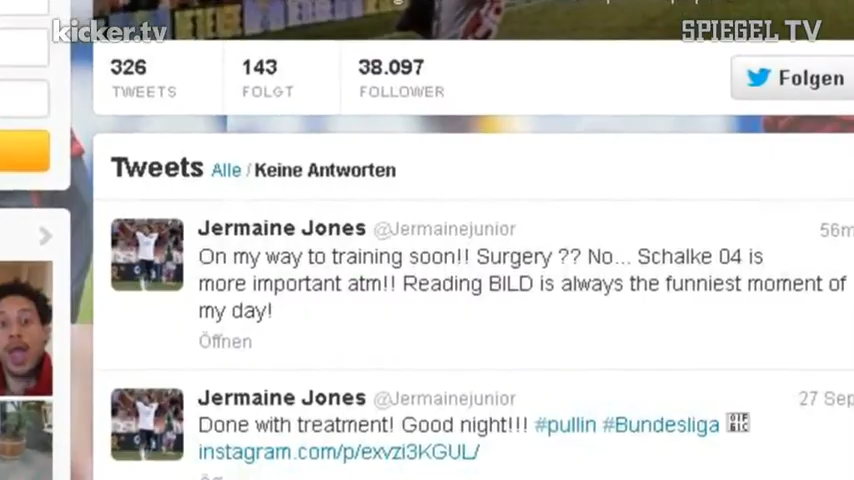 kicker.tv
SPIEGEL TV
326
143
38.097
TWEETS
FOLGT
FOLLOWER
Folgen
Tweets Alle / Keine Antworten
Jermaine Jones @Jermainejunior
56m
On my way to training soon!! Surgery ?? No... Schalke 04 is
more important atm!! Reading BILD is always the funniest moment of
my day!
Öffnen
Jermaine Jones @Jermainejunior
27 Sep
Done with treatment! Good night!!! #pullin #Bundesliga
instagram.com/p/exvzi3KGUL/